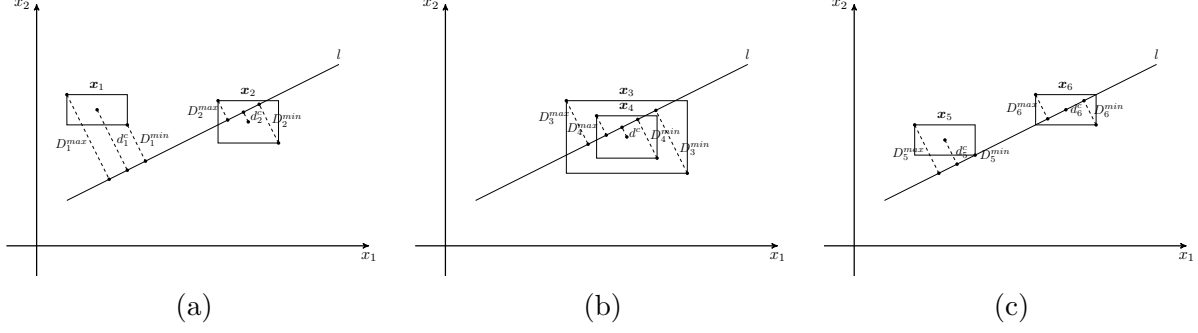 x₂
l
𝒙₁
𝒙₂
D₁ᵐᵃˣ
d₁ᶜ
D₁ᵐⁱⁿ
D₂ᵐᵃˣ
d₂ᶜ
D₂ᵐⁱⁿ
x₁
(a)
x₂
l
𝒙₃
𝒙₄
D₃ᵐᵃˣ
D₄ᵐᵃˣ
dᶜ
D₄ᵐⁱⁿ
D₃ᵐⁱⁿ
x₁
(b)
x₂
l
𝒙₆
𝒙₅
D₆ᵐᵃˣ
d₆ᶜ
D₆ᵐⁱⁿ
D₅ᵐᵃˣ
d₅ᶜ
D₅ᵐⁱⁿ
x₁
(c)